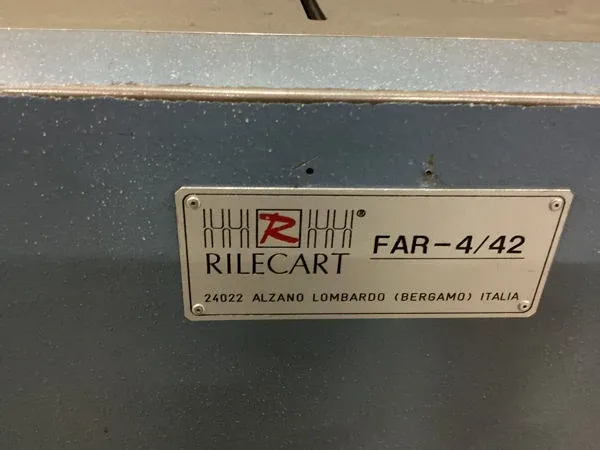 R ®
RILECART
FAR-4/42
24022 ALZANO LOMBARDO (BERGAMO) ITALIA